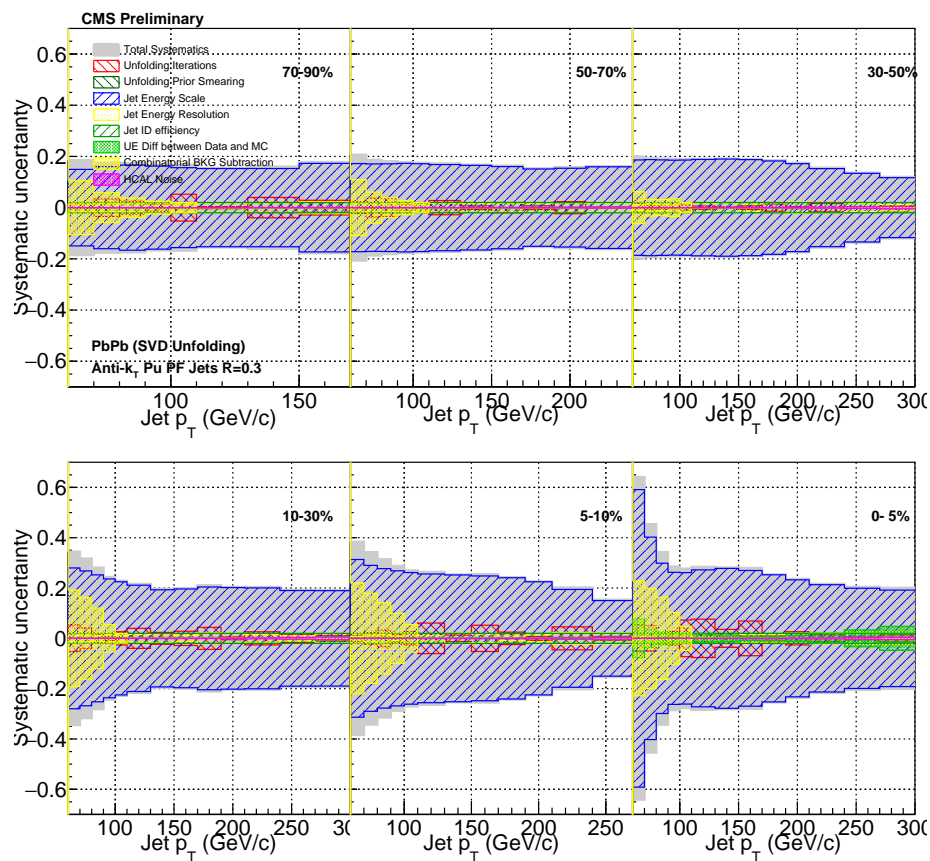 CMS Preliminary
0.6
0.4
0.2
0
−0.2
−0.4
−0.6
Systematic uncertainty
Total Systematics
Unfolding Iterations
Unfolding Prior Smearing
Jet Energy Scale
Jet Energy Resolution
Jet ID efficiency
UE Diff between Data and MC
Combinatorial BKG Subtraction
HCAL Noise
70-90%
50-70%
30-50%
PbPb (SVD Unfolding)
Anti-k_T Pu PF Jets R=0.3
100 150
100 150 200
100 150 200 250 300
Jet p_T (GeV/c)
Jet p_T (GeV/c)
Jet p_T (GeV/c)
0.6
0.4
0.2
0
−0.2
−0.4
−0.6
Systematic uncertainty
10-30%
5-10%
0- 5%
100 150 200 250 30
100 150 200 250
100 150 200 250 300
Jet p_T (GeV/c)
Jet p_T (GeV/c)
Jet p_T (GeV/c)